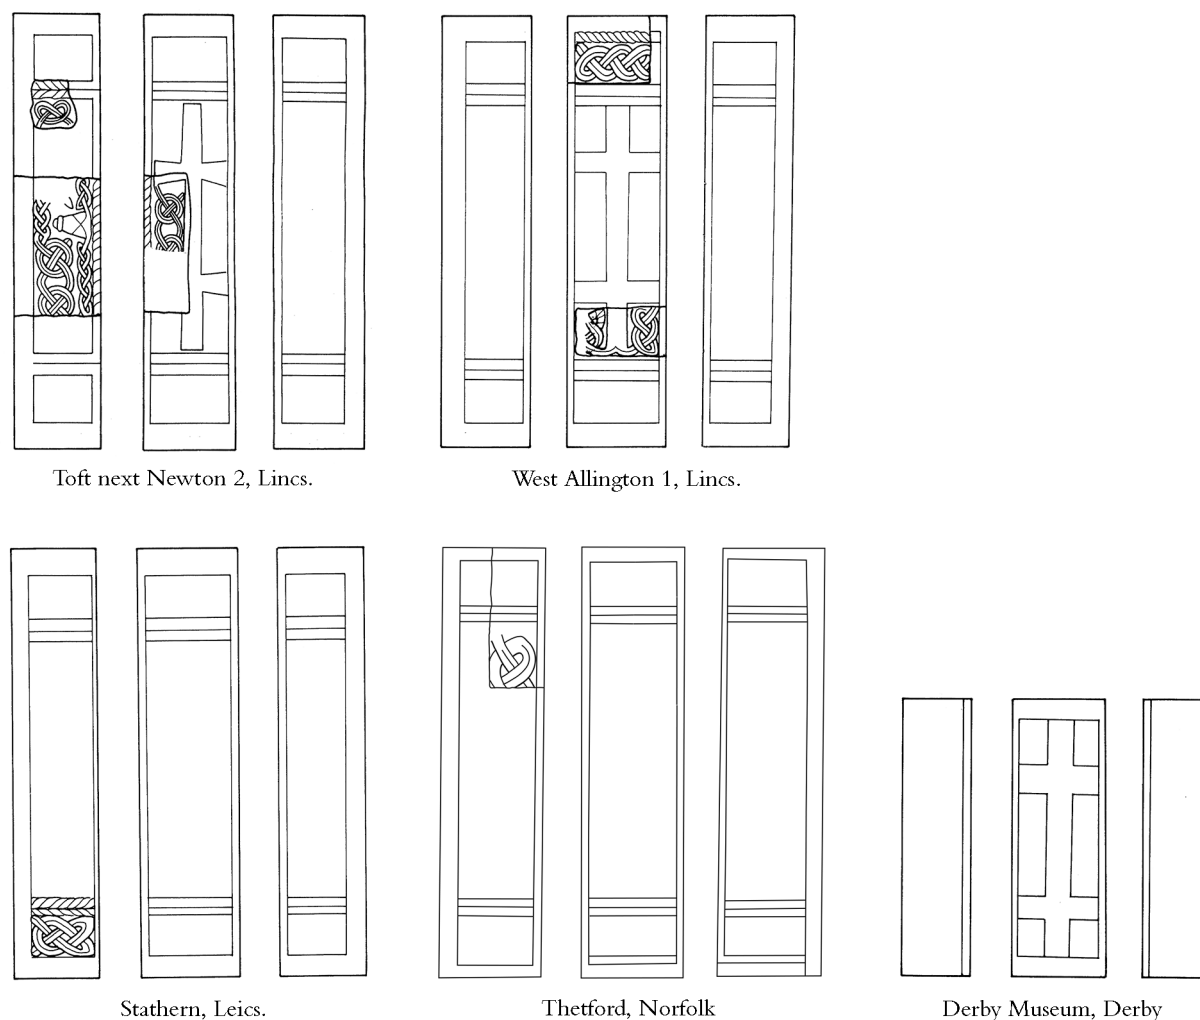 Toft next Newton 2, Lincs.
West Allington 1, Lincs.
Stathern, Leics.
Thetford, Norfolk
Derby Museum, Derby